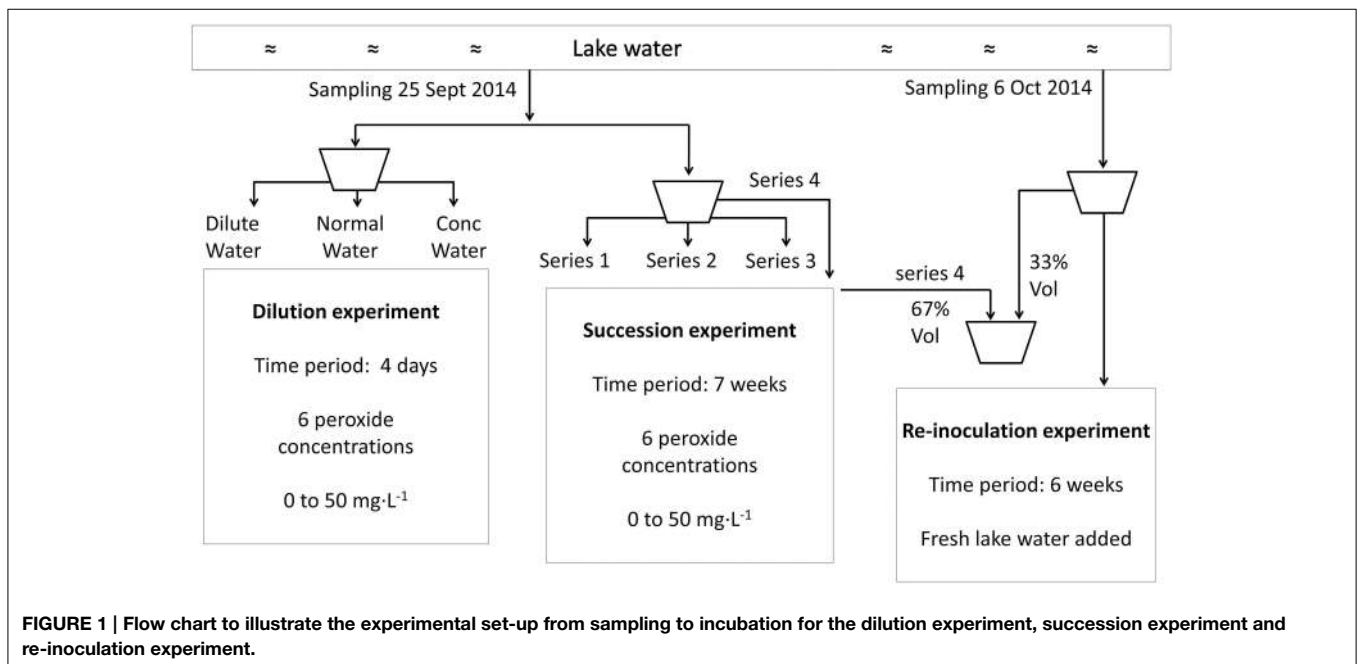 ≈ ≈ ≈ Lake water ≈ ≈ ≈
Sampling 25 Sept 2014
Sampling 6 Oct 2014
Dilute
Water
Normal
Water
Conc
Water
Series 4
Series 1
Series 2
Series 3
series 4
67%
Vol
33%
Vol
Dilution experiment
Time period: 4 days
6 peroxide
concentrations
0 to 50 mg·L⁻¹
Succession experiment
Time period: 7 weeks
6 peroxide
concentrations
0 to 50 mg·L⁻¹
Re-inoculation experiment
Time period: 6 weeks
Fresh lake water added
FIGURE 1 | Flow chart to illustrate the experimental set-up from sampling to incubation for the dilution experiment, succession experiment and
re-inoculation experiment.